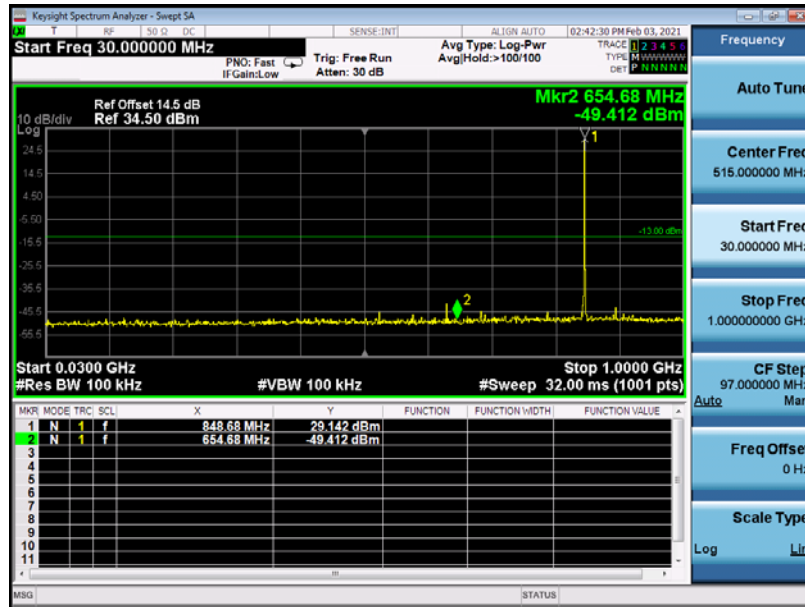 Keysight Spectrum Analyzer - Swept SA
T RF 50 Ω DC SENSE:INT ALIGN AUTO 02:42:30 PM Feb 03, 2021
Start Freq 30.000000 MHz
PNO: Fast
IFGain:Low
Trig: Free Run
Atten: 30 dB
Avg Type: Log-Pwr
Avg|Hold:>100/100
TRACE 1 2 3 4 5 6
TYPE M W W W W W
DET P N N N N N
Ref Offset 14.5 dB
Ref 34.50 dBm
10 dB/div
Log
Mkr2 654.68 MHz
-49.412 dBm
1
24.5
14.5
4.50
-5.50
-13.00 dBm
-15.5
-25.5
-35.5
2
-45.5
-55.5
Start 0.0300 GHz
Stop 1.0000 GHz
#Res BW 100 kHz
#VBW 100 kHz
#Sweep 32.00 ms (1001 pts)
MKR MODE TRC SCL X Y FUNCTION FUNCTION WIDTH FUNCTION VALUE
1 N 1 f 848.68 MHz 29.142 dBm
2 N 1 f 654.68 MHz -49.412 dBm
3
4
5
6
7
8
9
10
11
MSG
STATUS
Frequency
Auto Tune
Center Freq
515.000000 MHz
Start Freq
30.000000 MHz
Stop Freq
1.000000000 GHz
CF Step
97.000000 MHz
Auto Man
Freq Offset
0 Hz
Scale Type
Log Lin